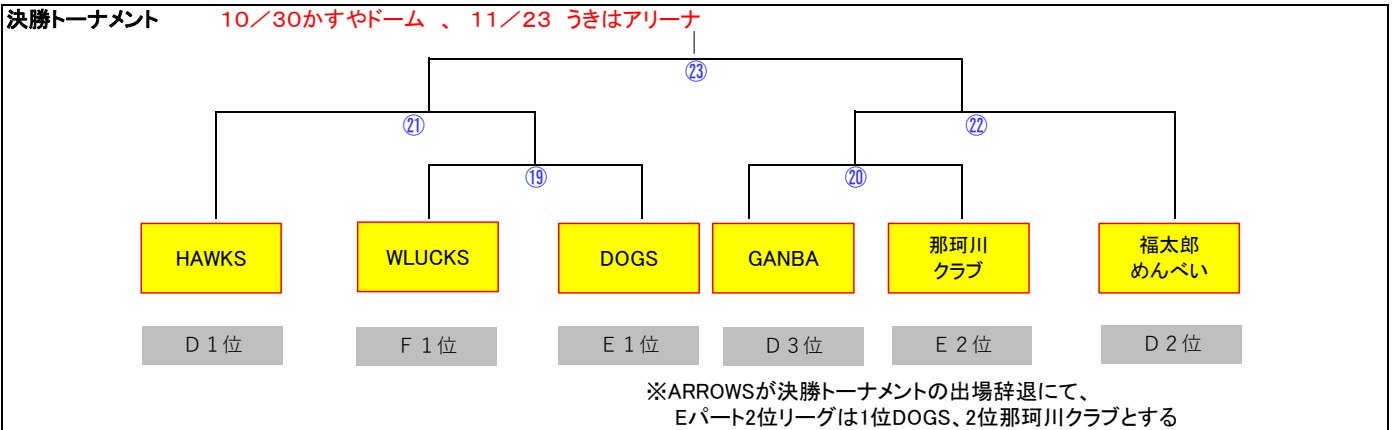 決勝トーナメント　10／30かすやドーム 、 11／23 うきはアリーナ
㉓
㉑ ㉒
⑲ ⑳
HAWKS WLUCKS DOGS GANBA 那珂川 福太郎
クラブ めんべい
Ｄ１位 Ｆ１位 Ｅ１位 Ｄ３位 Ｅ２位 Ｄ２位
※ARROWSが決勝トーナメントの出場辞退にて、
Eパート2位リーグは1位DOGS、2位那珂川クラブとする